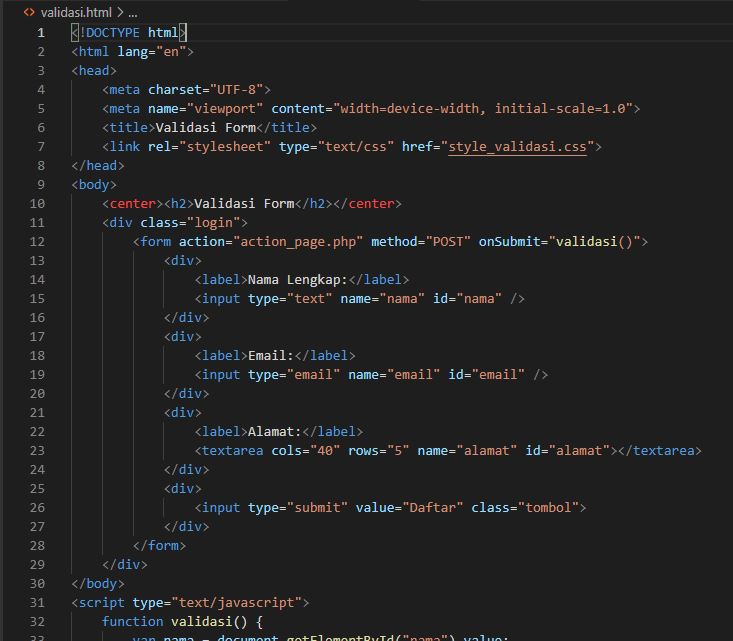 validasi.html > ...
1 <!DOCTYPE html>
2 <html lang="en">
3 <head>
4 <meta charset="UTF-8">
5 <meta name="viewport" content="width=device-width, initial-scale=1.0">
6 <title>Validasi Form</title>
7 <link rel="stylesheet" type="text/css" href="style_validasi.css">
8 </head>
9 <body>
10 <center><h2>Validasi Form</h2></center>
11 <div class="login">
12 <form action="action_page.php" method="POST" onSubmit="validasi()">
13 <div>
14 <label>Nama Lengkap:</label>
15 <input type="text" name="nama" id="nama" />
16 </div>
17 <div>
18 <label>Email:</label>
19 <input type="email" name="email" id="email" />
20 </div>
21 <div>
22 <label>Alamat:</label>
23 <textarea cols="40" rows="5" name="alamat" id="alamat"></textarea>
24 </div>
25 <div>
26 <input type="submit" value="Daftar" class="tombol">
27 </div>
28 </form>
29 </div>
30 </body>
31 <script type="text/javascript">
32 function validasi() {
33 var nama = document.getElementById("nama").value;